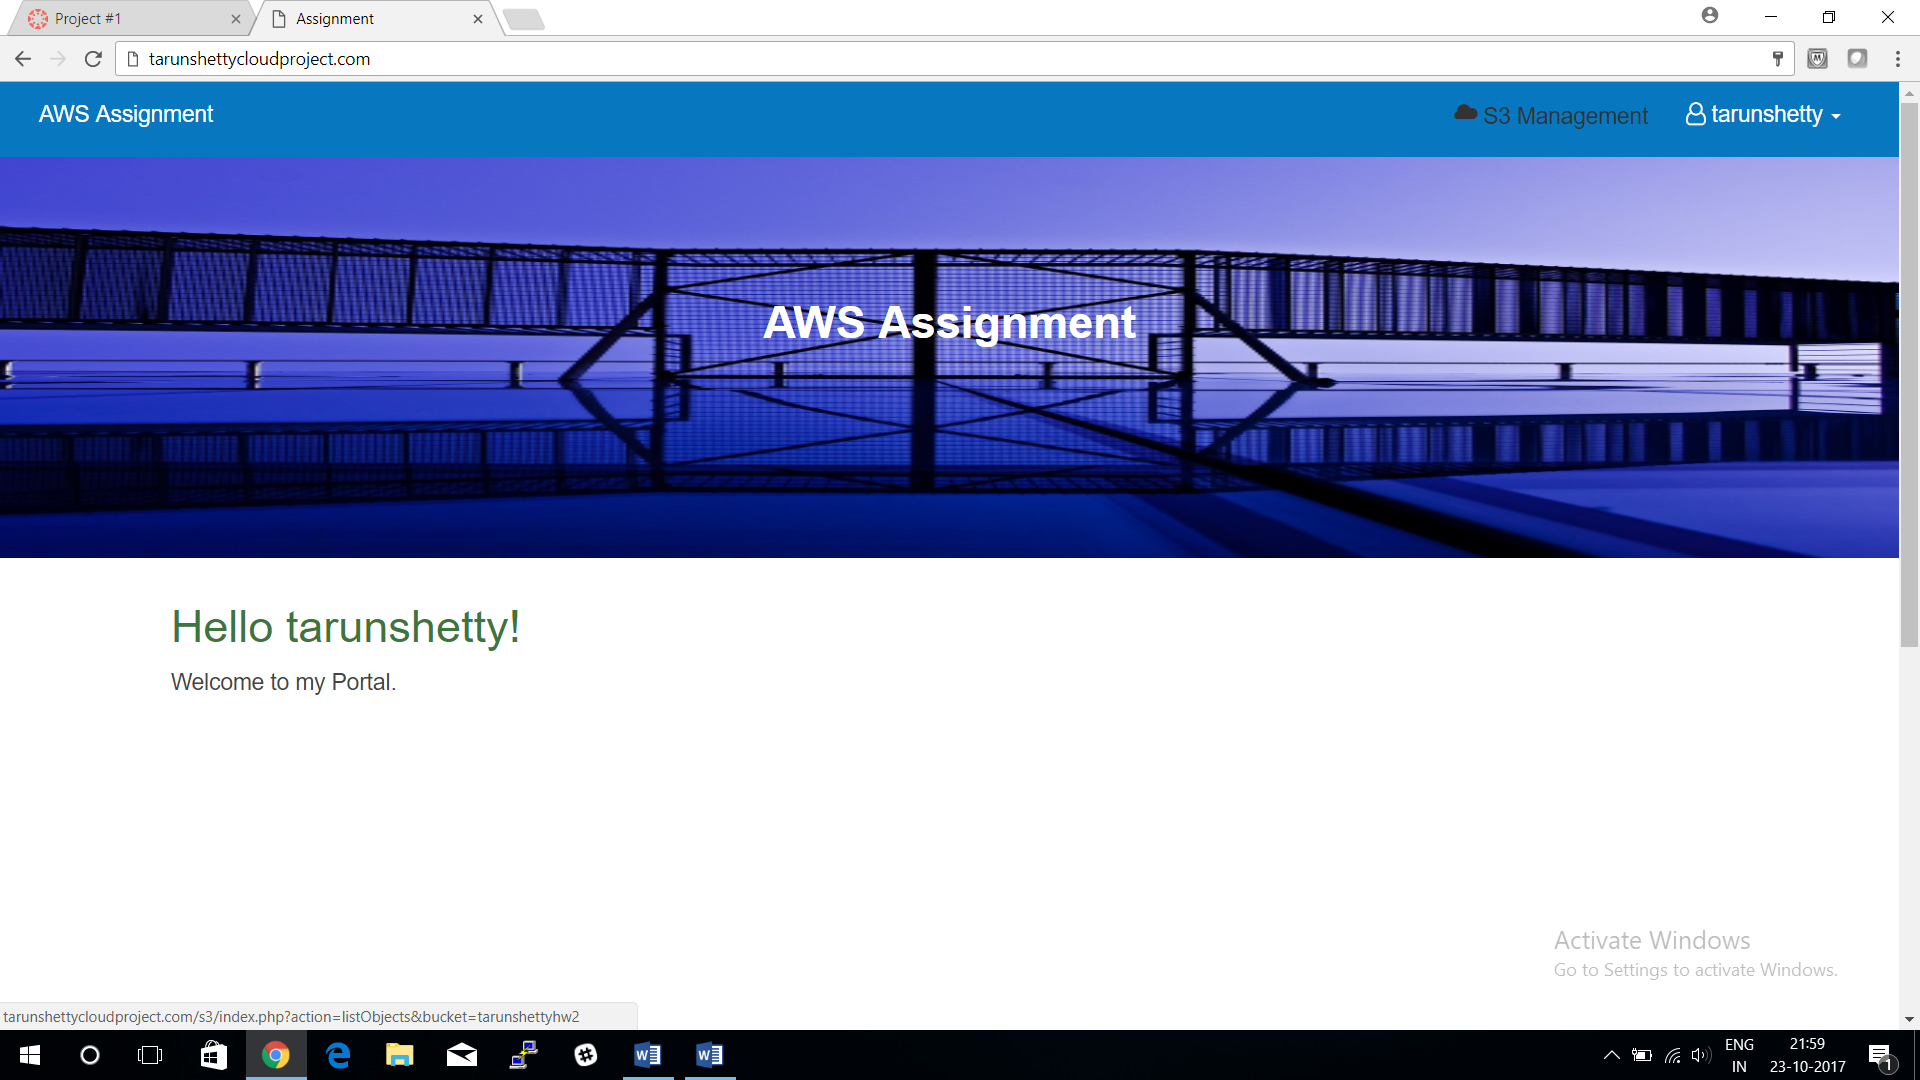 Project #1
Assignment
tarunshettycloudproject.com
AWS Assignment
S3 Management
tarunshetty
AWS Assignment
Hello tarunshetty!
Welcome to my Portal.
Activate Windows
Go to Settings to activate Windows.
tarunshettycloudproject.com/s3/index.php?action=listObjects&bucket=tarunshettyhw2
ENG
IN
21:59
23-10-2017
1